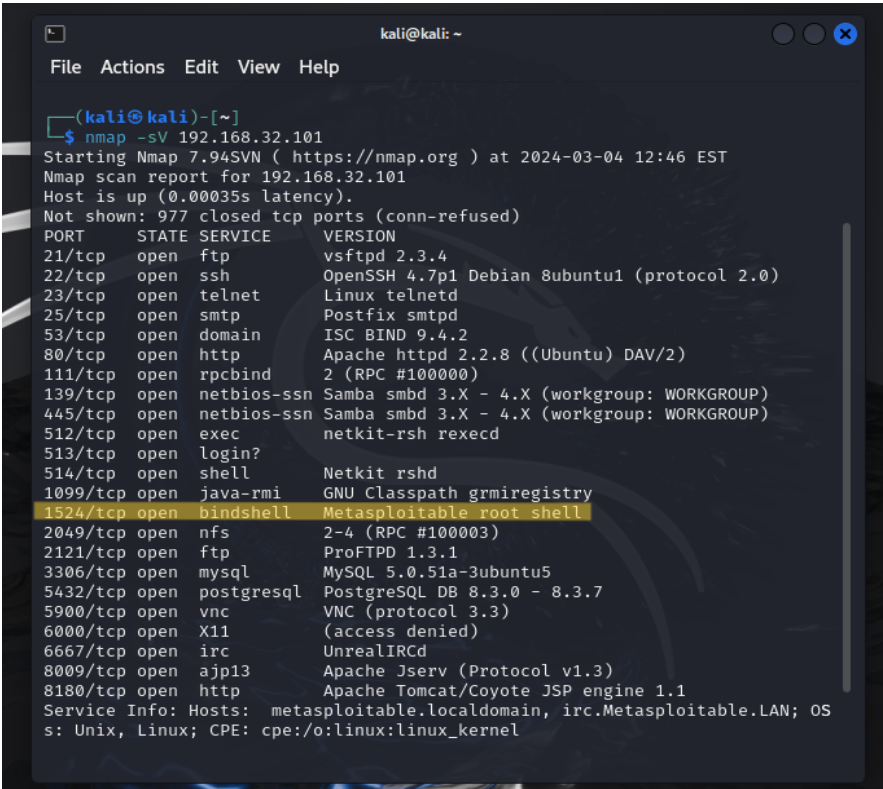 kali@kali: ~
File Actions Edit View Help
┌──(kali㉿kali)-[~]
└─$ nmap -sV 192.168.32.101
Starting Nmap 7.94SVN ( https://nmap.org ) at 2024-03-04 12:46 EST
Nmap scan report for 192.168.32.101
Host is up (0.00035s latency).
Not shown: 977 closed tcp ports (conn-refused)
PORT     STATE SERVICE     VERSION
21/tcp   open  ftp         vsftpd 2.3.4
22/tcp   open  ssh         OpenSSH 4.7p1 Debian 8ubuntu1 (protocol 2.0)
23/tcp   open  telnet      Linux telnetd
25/tcp   open  smtp        Postfix smtpd
53/tcp   open  domain      ISC BIND 9.4.2
80/tcp   open  http        Apache httpd 2.2.8 ((Ubuntu) DAV/2)
111/tcp  open  rpcbind     2 (RPC #100000)
139/tcp  open  netbios-ssn Samba smbd 3.X - 4.X (workgroup: WORKGROUP)
445/tcp  open  netbios-ssn Samba smbd 3.X - 4.X (workgroup: WORKGROUP)
512/tcp  open  exec        netkit-rsh rexecd
513/tcp  open  login?
514/tcp  open  shell       Netkit rshd
1099/tcp open  java-rmi    GNU Classpath grmiregistry
1524/tcp open  bindshell   Metasploitable root shell
2049/tcp open  nfs         2-4 (RPC #100003)
2121/tcp open  ftp         ProFTPD 1.3.1
3306/tcp open  mysql       MySQL 5.0.51a-3ubuntu5
5432/tcp open  postgresql  PostgreSQL DB 8.3.0 - 8.3.7
5900/tcp open  vnc         VNC (protocol 3.3)
6000/tcp open  X11         (access denied)
6667/tcp open  irc         UnrealIRCd
8009/tcp open  ajp13       Apache Jserv (Protocol v1.3)
8180/tcp open  http        Apache Tomcat/Coyote JSP engine 1.1
Service Info: Hosts:  metasploitable.localdomain, irc.Metasploitable.LAN; OS
s: Unix, Linux; CPE: cpe:/o:linux:linux_kernel